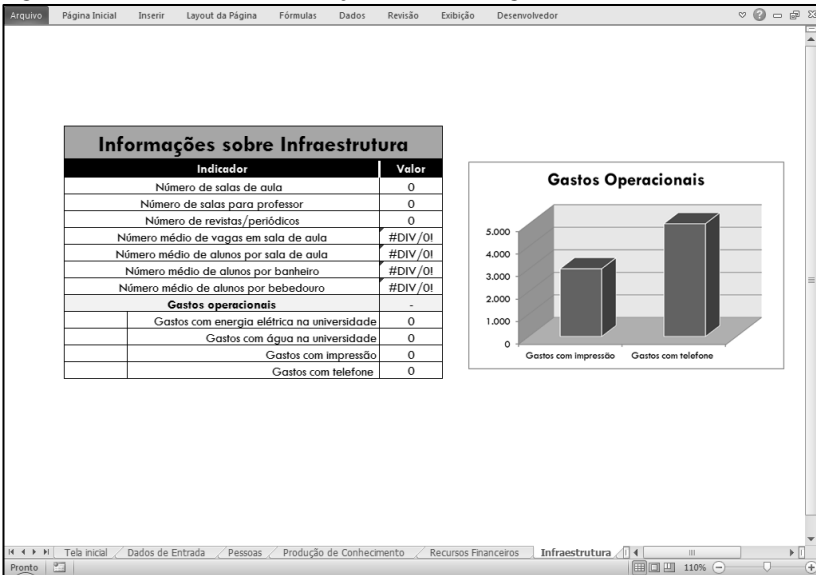 Arquivo Página Inicial Inserir Layout da Página Fórmulas Dados Revisão Exibição Desenvolvedor
Informações sobre Infraestrutura
Indicador Valor
Número de salas de aula 0
Número de salas para professor 0
Número de revistas/periódicos 0
Número médio de vagas em sala de aula #DIV/0!
Número médio de alunos por sala de aula #DIV/0!
Número médio de alunos por banheiro #DIV/0!
Número médio de alunos por bebedouro #DIV/0!
Gastos operacionais -
Gastos com energia elétrica na universidade 0
Gastos com água na universidade 0
Gastos com impressão 0
Gastos com telefone 0
Gastos Operacionais
5.000
4.000
3.000
2.000
1.000
0
Gastos com impressão Gastos com telefone
Tela inicial Dados de Entrada Pessoas Produção de Conhecimento Recursos Financeiros Infraestrutura
Pronto 110%